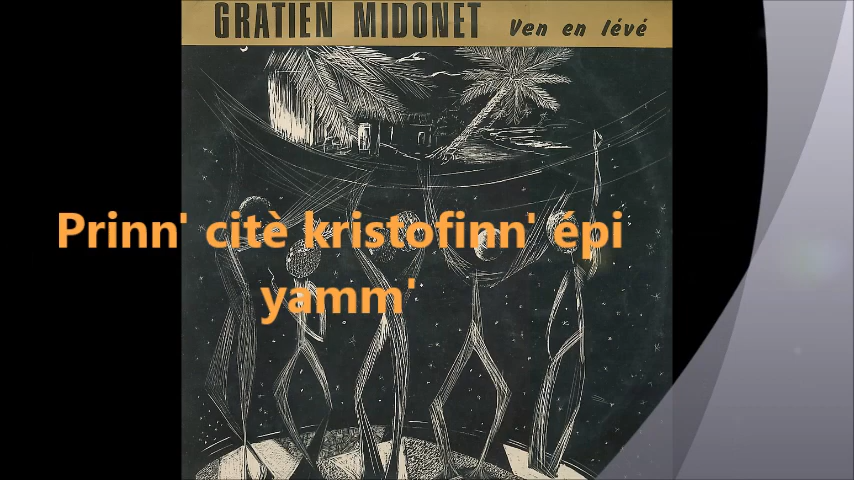 GRATIEN MIDONET Ven en lévé
Prinn' citè kristofinn' épi
yamm'